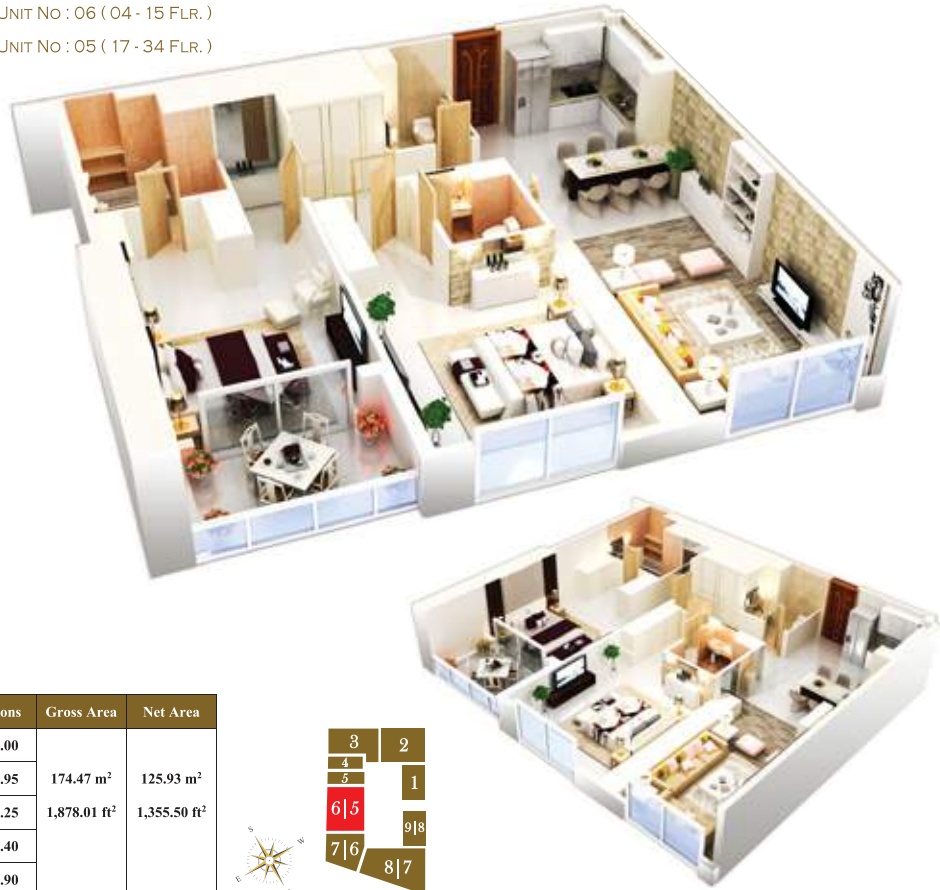 UNIT NO : 06 ( 04 - 15 FLR. )
UNIT NO : 05 ( 17 - 34 FLR. )
ons Gross Area Net Area
.00
.95 174.47 m² 125.93 m²
.25 1,878.01 ft² 1,355.50 ft²
.40
.90
3 2
4
5
1
6|5
9|8
7|6
8|7
S
W
E